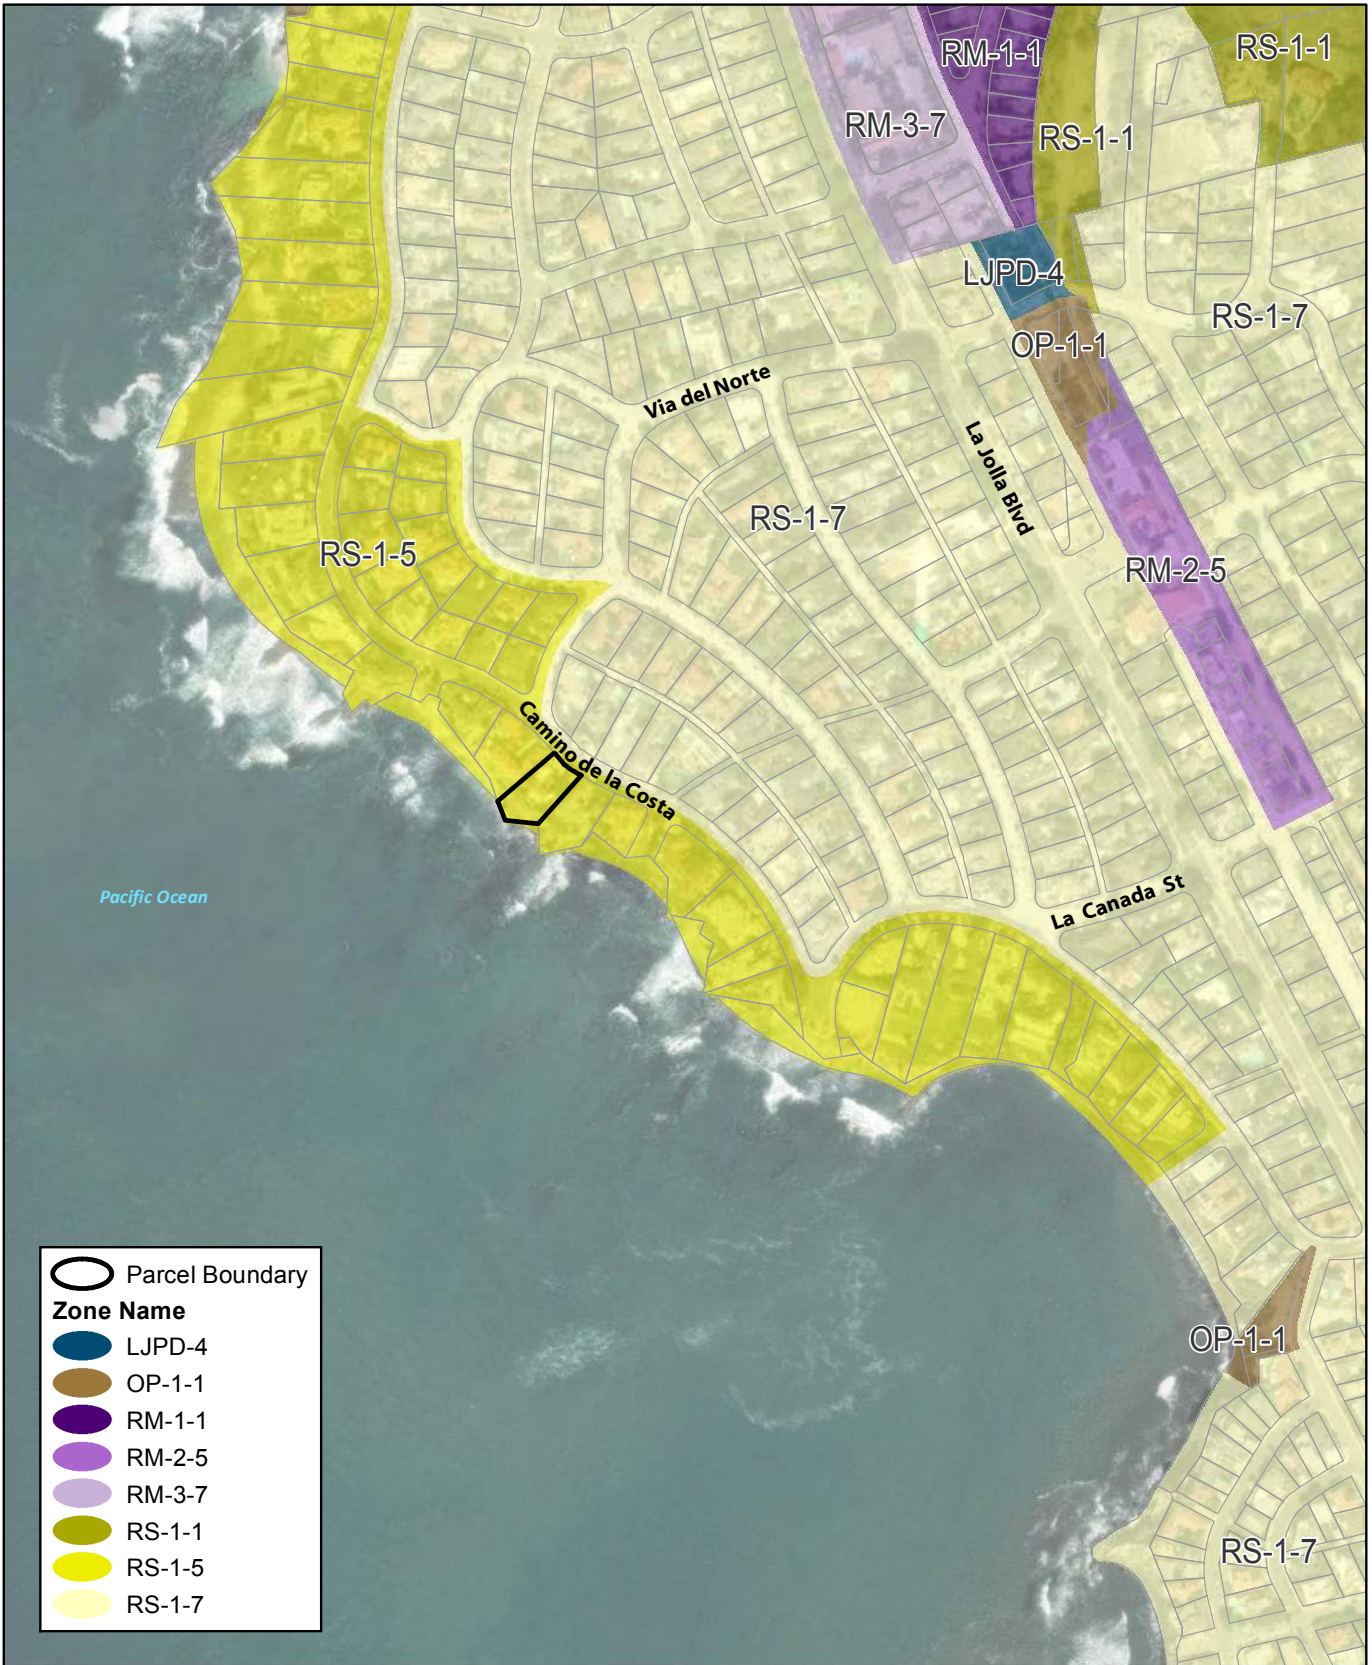 RM-1-1
RS-1-1
RM-3-7
RS-1-1
LJPD-4
RS-1-7
OP-1-1
Via del Norte
La Jolla Blvd
RS-1-7
RS-1-5
RM-2-5
Camino de la Costa
Pacific Ocean
La Canada St
OP-1-1
RS-1-7
Parcel Boundary
Zone Name
LJPD-4
OP-1-1
RM-1-1
RM-2-5
RM-3-7
RS-1-1
RS-1-5
RS-1-7